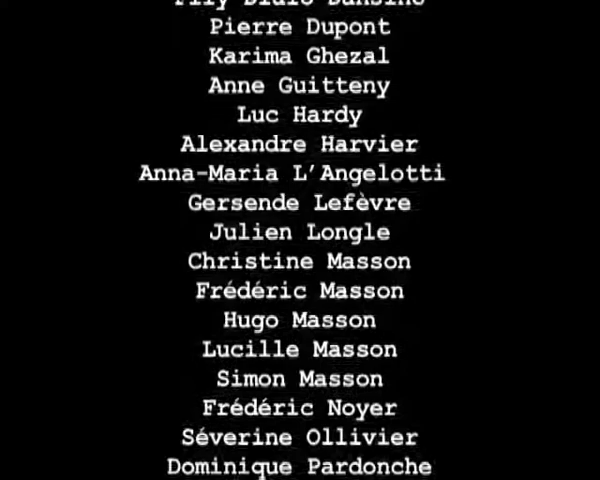 Pierre Dupont
Karima Ghezal
Anne Guitteny
Luc Hardy
Alexandre Harvier
Anna-Maria L'Angelotti
Gersende Lefèvre
Julien Longle
Christine Masson
Frédéric Masson
Hugo Masson
Lucille Masson
Simon Masson
Frédéric Noyer
Séverine Ollivier
Dominique Pardonche